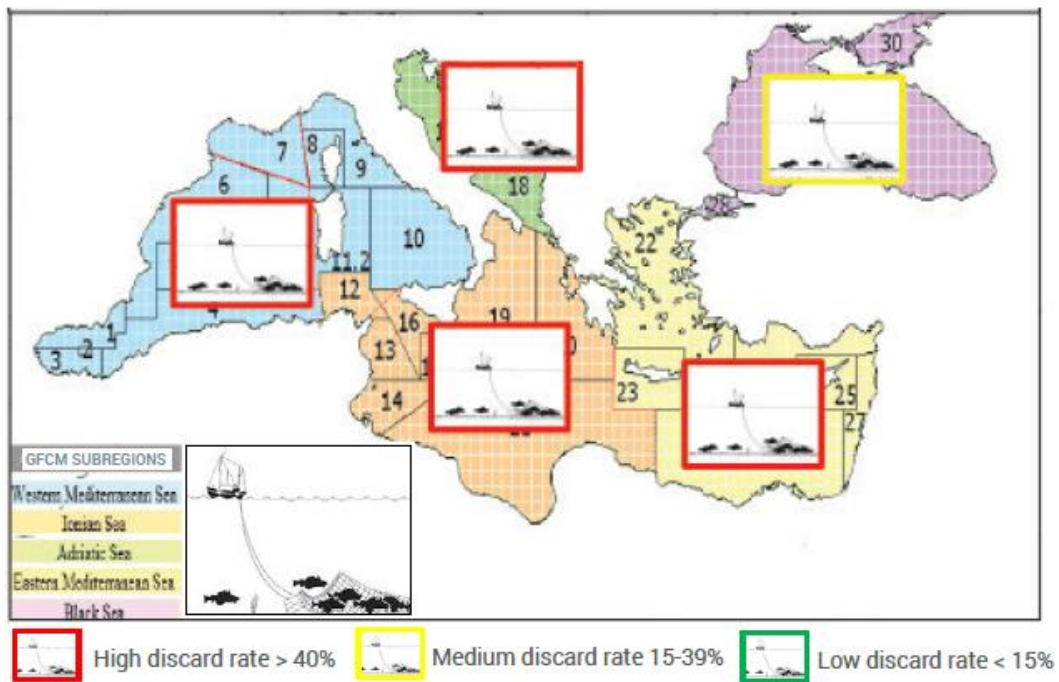 30
7
8
9
6
18
10
22
11.2
12
4
1
16
19
3
2
13
23
25
14
27
GFCM SUBREGIONS
Western Mediterranean Sea
Ionian Sea
Adriatic Sea
Eastern Mediterranean Sea
Black Sea
High discard rate > 40%
Medium discard rate 15-39%
Low discard rate < 15%